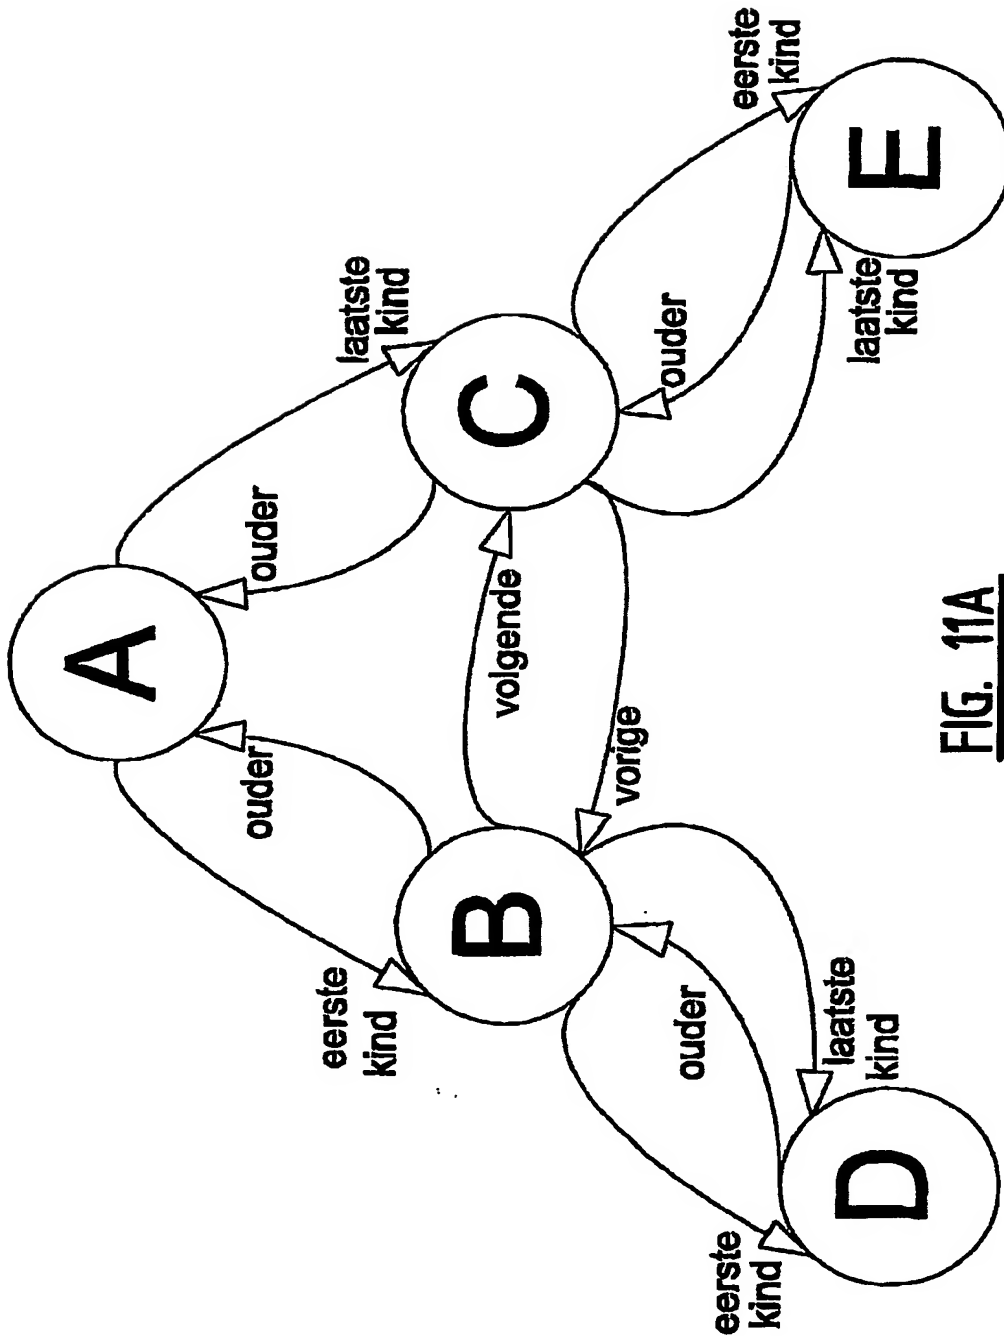 A
ouder
ouder
eerste
kind
laatste
kind
B
C
volgende
vorige
ouder
ouder
eerste
kind
laatste
kind
laatste
kind
eerste
kind
D
E
FIG. 11A